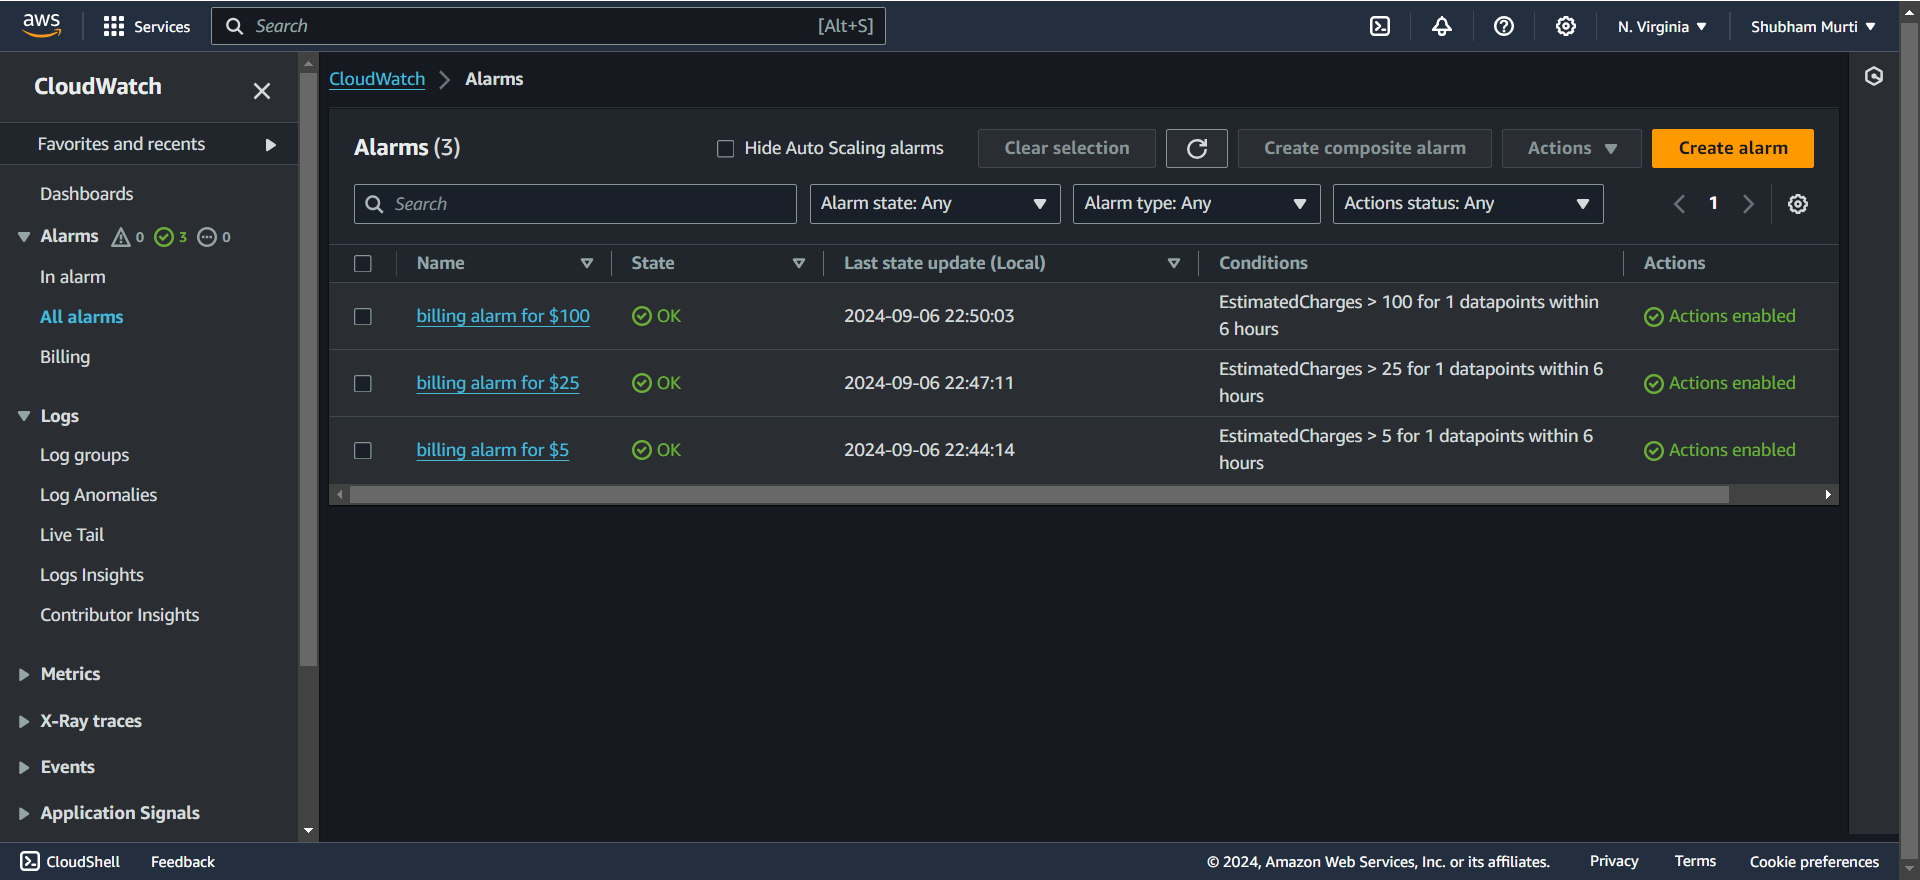 aws
Services
Search
[Alt+S]
N. Virginia
Shubham Murti
CloudWatch
Favorites and recents
Dashboards
Alarms 0 3 0
In alarm
All alarms
Billing
Logs
Log groups
Log Anomalies
Live Tail
Logs Insights
Contributor Insights
Metrics
X-Ray traces
Events
Application Signals
CloudWatch Alarms
Alarms (3)
Hide Auto Scaling alarms
Clear selection
Create composite alarm
Actions
Create alarm
Search
Alarm state: Any
Alarm type: Any
Actions status: Any
1
Name State Last state update (Local) Conditions Actions
billing alarm for $100 OK 2024-09-06 22:50:03 EstimatedCharges > 100 for 1 datapoints within
6 hours
Actions enabled
billing alarm for $25 OK 2024-09-06 22:47:11 EstimatedCharges > 25 for 1 datapoints within 6
hours
Actions enabled
billing alarm for $5 OK 2024-09-06 22:44:14 EstimatedCharges > 5 for 1 datapoints within 6
hours
Actions enabled
CloudShell Feedback © 2024, Amazon Web Services, Inc. or its affiliates. Privacy Terms Cookie preferences